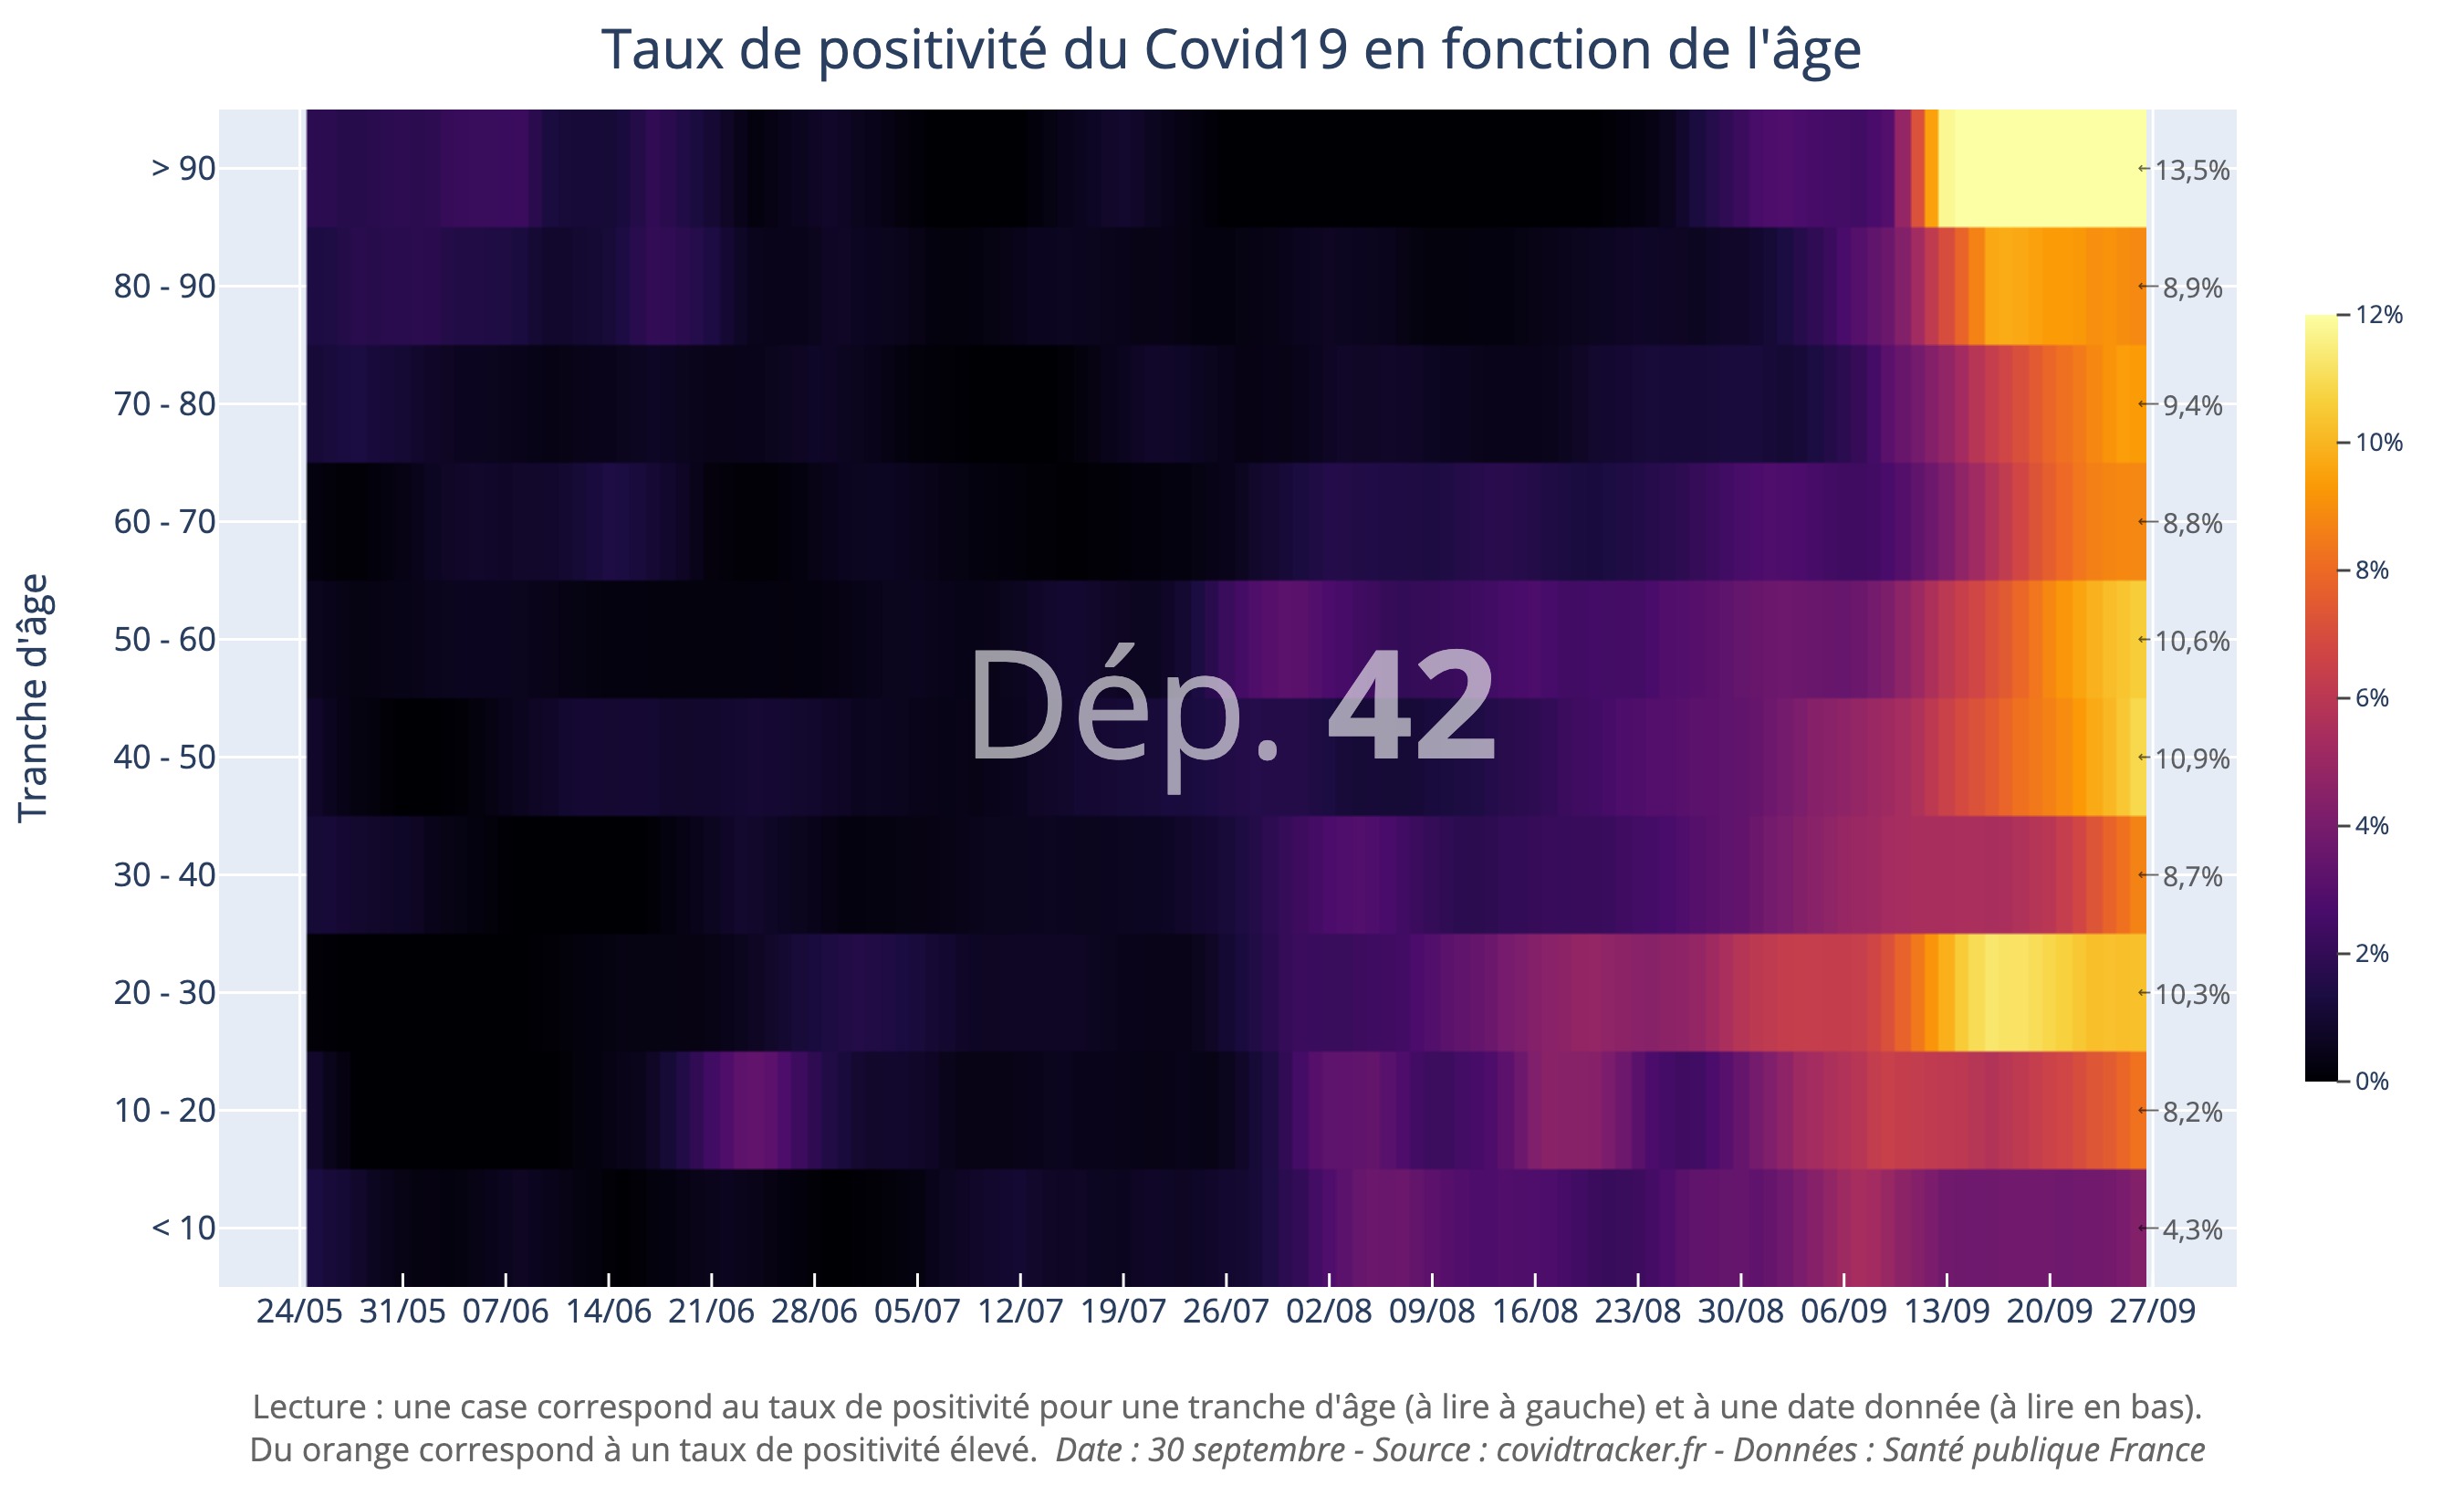 Taux de positivité du Covid19 en fonction de l'âge
Tranche d'âge
> 90
80 - 90
70 - 80
60 - 70
50 - 60
40 - 50
30 - 40
20 - 30
10 - 20
< 10
Dép. 42
←13,5%
←8,9%
←9,4%
←8,8%
←10,6%
←10,9%
←8,7%
←10,3%
←8,2%
←4,3%
12%
10%
8%
6%
4%
2%
0%
24/05 31/05 07/06 14/06 21/06 28/06 05/07 12/07 19/07 26/07 02/08 09/08 16/08 23/08 30/08 06/09 13/09 20/09 27/09
Lecture : une case correspond au taux de positivité pour une tranche d'âge (à lire à gauche) et à une date donnée (à lire en bas).
Du orange correspond à un taux de positivité élevé. Date : 30 septembre - Source : covidtracker.fr - Données : Santé publique France